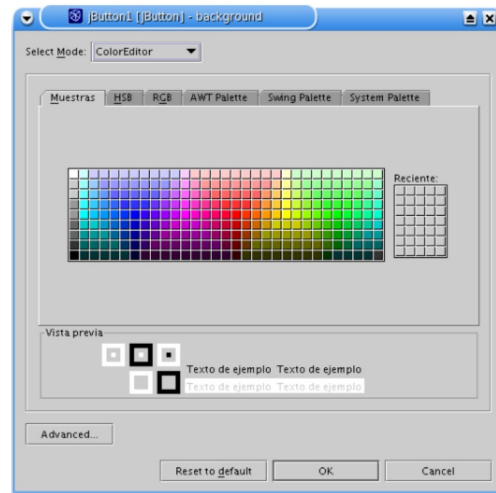 jButton1 [JButton] - background
Select Mode: ColorEditor
Muestras HSB RGB AWT Palette Swing Palette System Palette
Reciente:
Vista previa
Texto de ejemplo Texto de ejemplo
Texto de ejemplo Texto de ejemplo
Advanced...
Reset to default OK Cancel